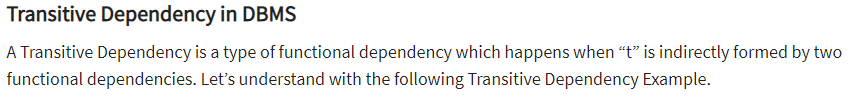 Transitive Dependency in DBMS
A Transitive Dependency is a type of functional dependency which happens when “t” is indirectly formed by two
functional dependencies. Let’s understand with the following Transitive Dependency Example.